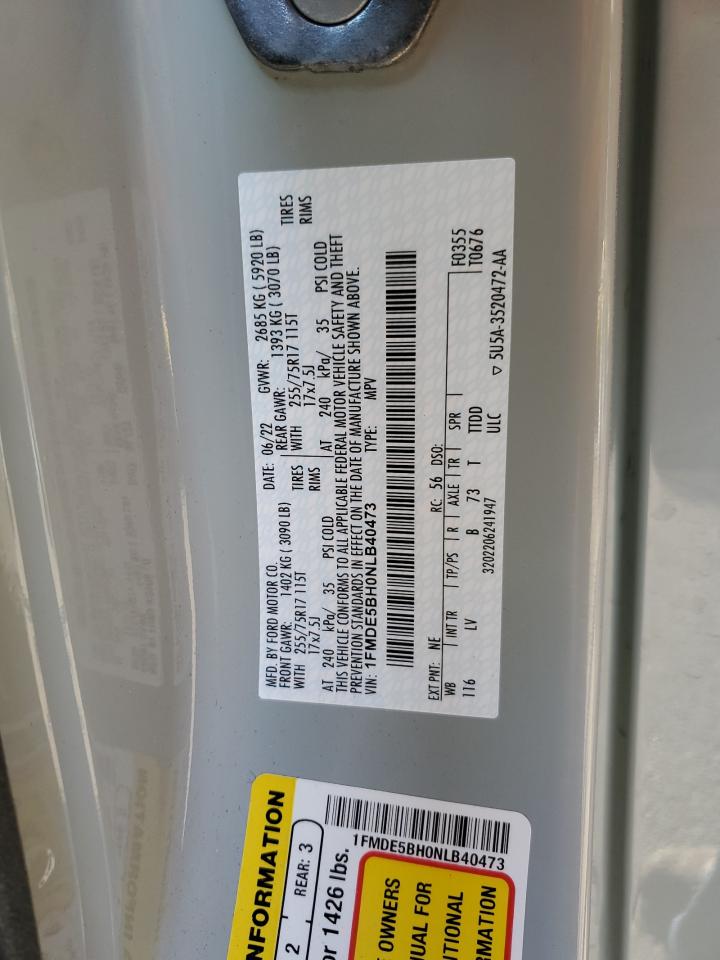 MFD. BY FORD MOTOR CO. DATE: 06/22 GVWR: 2685 KG ( 5920 LB)
FRONT GAWR: 1402 KG ( 3090 LB) REAR GAWR: 1393 KG ( 3070 LB)
WITH 255/75R17 115T TIRES WITH 255/75R17 115T TIRES
17x7.5J RIMS 17x7.5J RIMS
AT 240 kPa/ 35 PSI COLD AT 240 kPa/ 35 PSI COLD
THIS VEHICLE CONFORMS TO ALL APPLICABLE FEDERAL MOTOR VEHICLE SAFETY AND THEFT
PREVENTION STANDARDS IN EFFECT ON THE DATE OF MANUFACTURE SHOWN ABOVE.
VIN: 1FMDE5BH0NLB40473 TYPE: MPV
EXT PNT: NE RC: 56 DSO: F0355
WB INT TR TP/PS R AXLE TR SPR T0676
116 LV B 73 T TTDD
3202206241947 ULC ▽ 5U5A-3520472-AA
NFORMATION
2 REAR: 3
or 1426 lbs.
1FMDE5BH0NLB40473
OWNERS
UAL FOR
TIONAL
RMATION